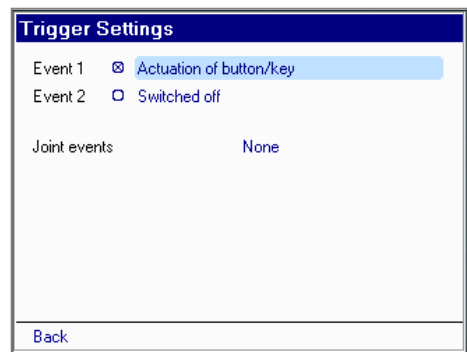 Trigger Settings
Event 1 Actuation of button/key
Event 2 Switched off
Joint events None
Back